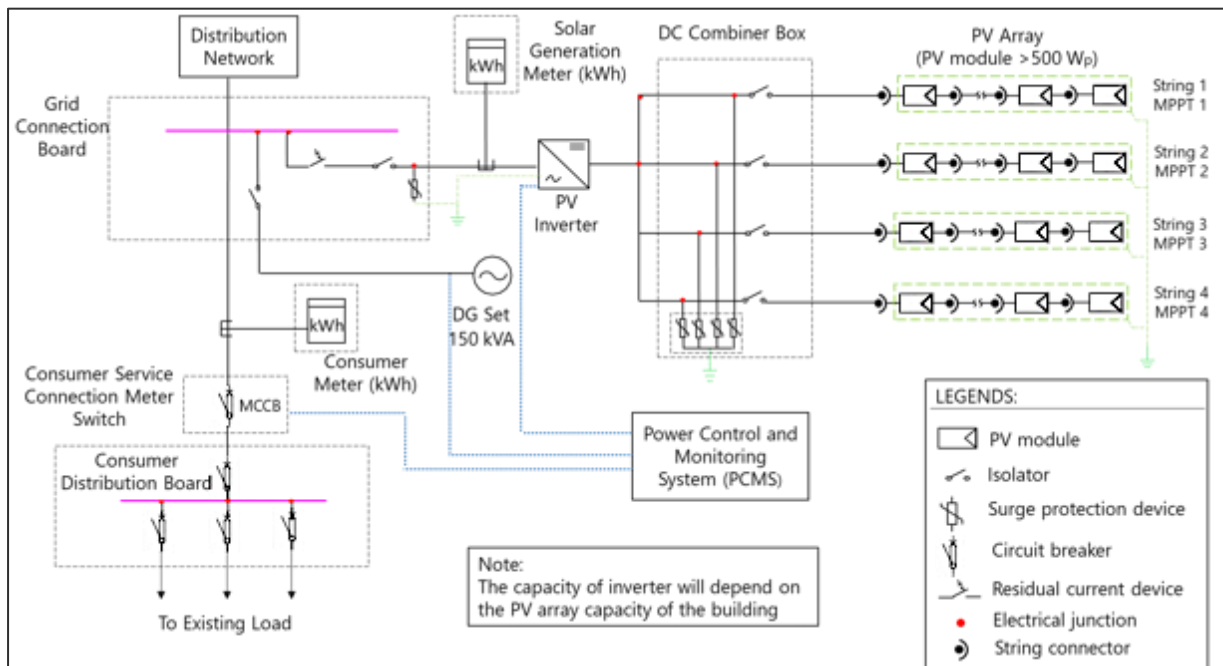 Distribution
Network
kWh
Solar
Generation
Meter (kWh)
DC Combiner Box
PV Array
(PV module >500 Wp)
String 1
MPPT 1
String 2
MPPT 2
String 3
MPPT 3
String 4
MPPT 4
Grid
Connection
Board
PV
Inverter
DG Set
150 kVA
kWh
Consumer
Meter (kWh)
Consumer Service
Connection Meter
Switch
MCCB
Consumer
Distribution Board
To Existing Load
Power Control and
Monitoring
System (PCMS)
Note:
The capacity of inverter will depend on
the PV array capacity of the building
LEGENDS:
PV module
Isolator
Surge protection device
Circuit breaker
Residual current device
Electrical junction
String connector